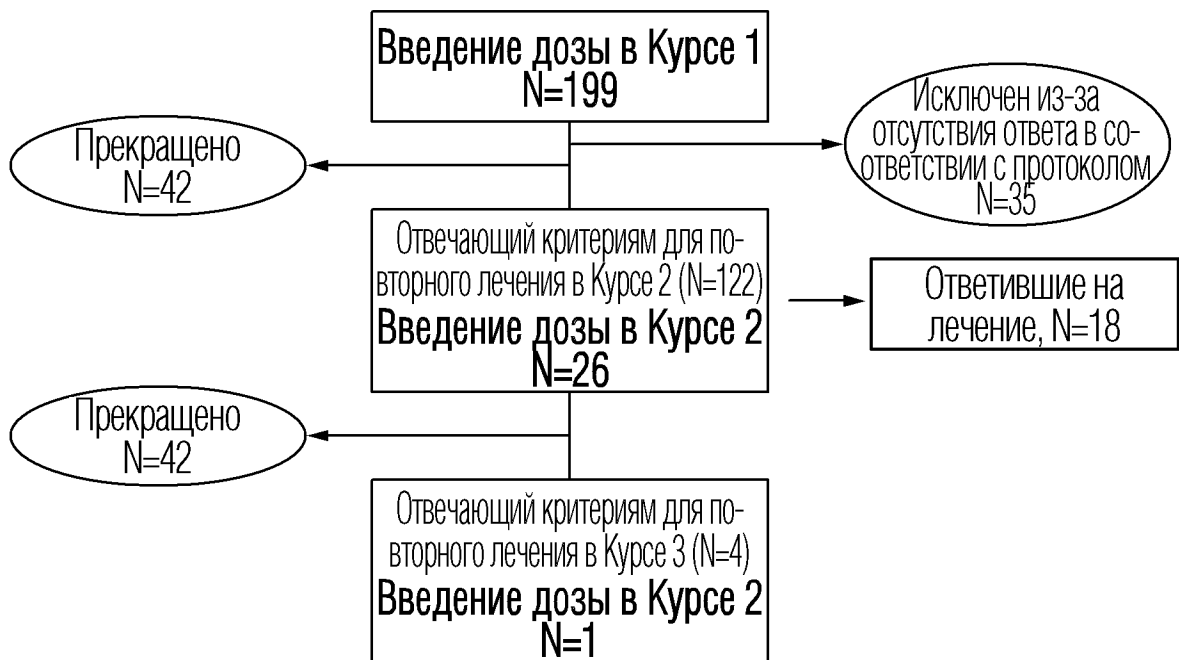 Введение дозы в Курсе 1
N=199
Прекращено
N=42
Исключен из-за
отсутствия ответа в со-
ответствии с протоколом
N=35
Отвечающий критериям для по-
вторного лечения в Курсе 2 (N=122)
Введение дозы в Курсе 2
N=26
Ответившие на
лечение, N=18
Прекращено
N=42
Отвечающий критериям для по-
вторного лечения в Курсе 3 (N=4)
Введение дозы в Курсе 2
N=1